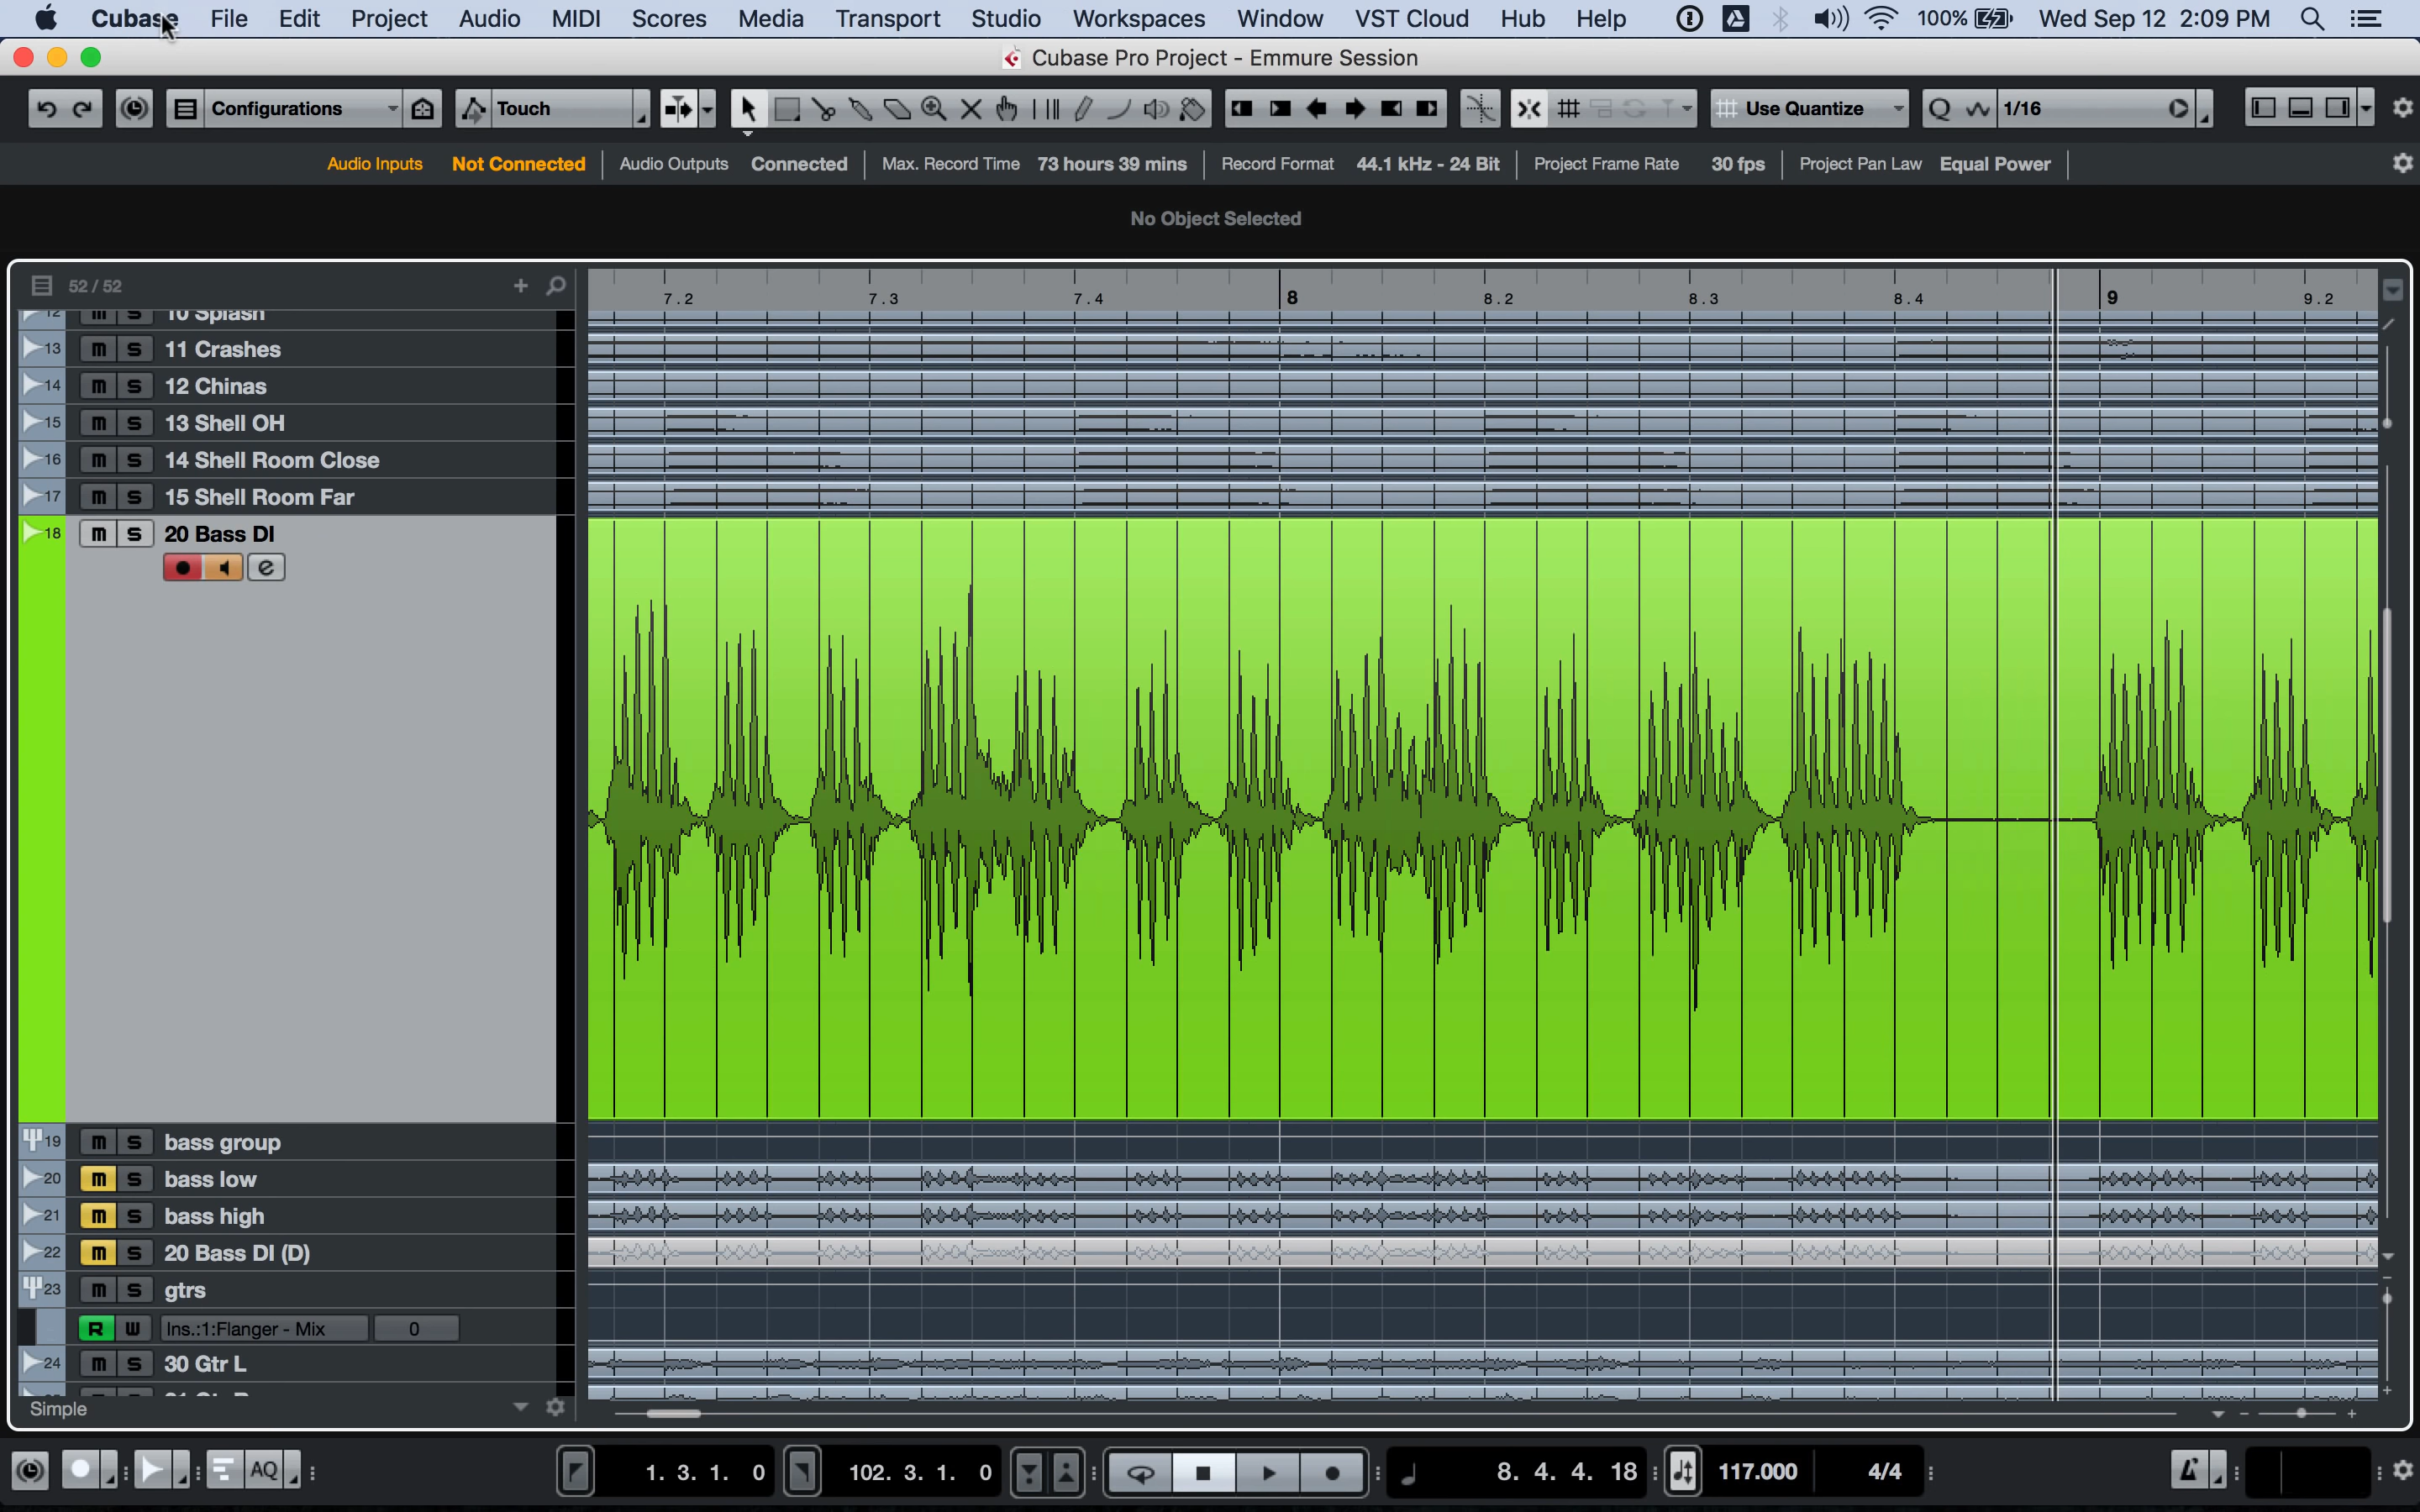 Cubase File Edit Project Audio MIDI Scores Media Transport Studio Workspaces Window VST Cloud Hub Help 100% Wed Sep 12 2:09 PM
Cubase Pro Project - Emmure Session
Configurations Touch Use Quantize Q 1/16
Audio Inputs Not Connected Audio Outputs Connected Max. Record Time 73 hours 39 mins Record Format 44.1 kHz - 24 Bit Project Frame Rate 30 fps Project Pan Law Equal Power
No Object Selected
52 / 52
7.2 7.3 7.4 8 8.2 8.3 8.4 9 9.2
12 m S 10 Splash
13 m S 11 Crashes
14 m S 12 Chinas
15 m S 13 Shell OH
16 m S 14 Shell Room Close
17 m S 15 Shell Room Far
18 m S 20 Bass DI
e
19 m S bass group
20 m S bass low
21 m S bass high
22 m S 20 Bass DI (D)
23 m S gtrs
R W Ins.:1:Flanger - Mix 0
24 m S 30 Gtr L
Simple
AQ 1. 3. 1. 0 102. 3. 1. 0 8. 4. 4. 18 117.000 4/4